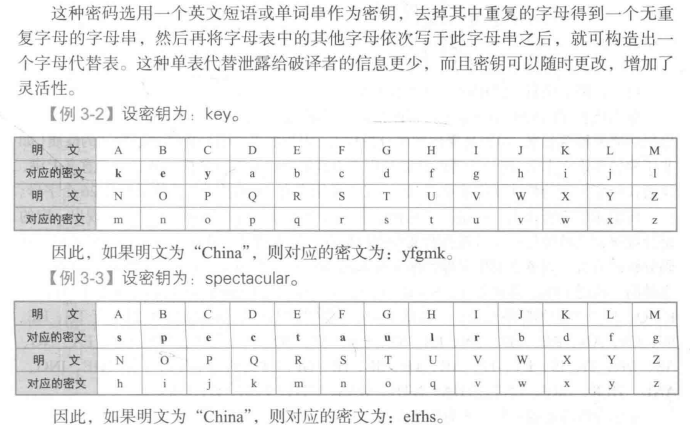 这种密码选用一个英文短语或单词串作为密钥，去掉其中重复的字母得到一个无重
复字母的字母串，然后再将字母表中的其他字母依次写于此字母串之后，就可构造出一
个字母代替表。这种单表代替泄露给破译者的信息更少，而且密钥可以随时更改，增加了
灵活性。
【例 3-2】设密钥为：key。
明 文 A B C D E F G H I J K L M
对应的密文 k e y a b c d f g h i j l
明 文 N O P Q R S T U V W X Y Z
对应的密文 m n o p q r s t u v w x z
因此，如果明文为“China”，则对应的密文为：yfgmk。
【例 3-3】设密钥为：spectacular。
明 文 A B C D E F G H I J K L M
对应的密文 s p e c t a u l r b d f g
明 文 N O P Q R S T U V W X Y Z
对应的密文 h i j k m n o q v w x y z
因此，如果明文为“China”，则对应的密文为：elrhs。